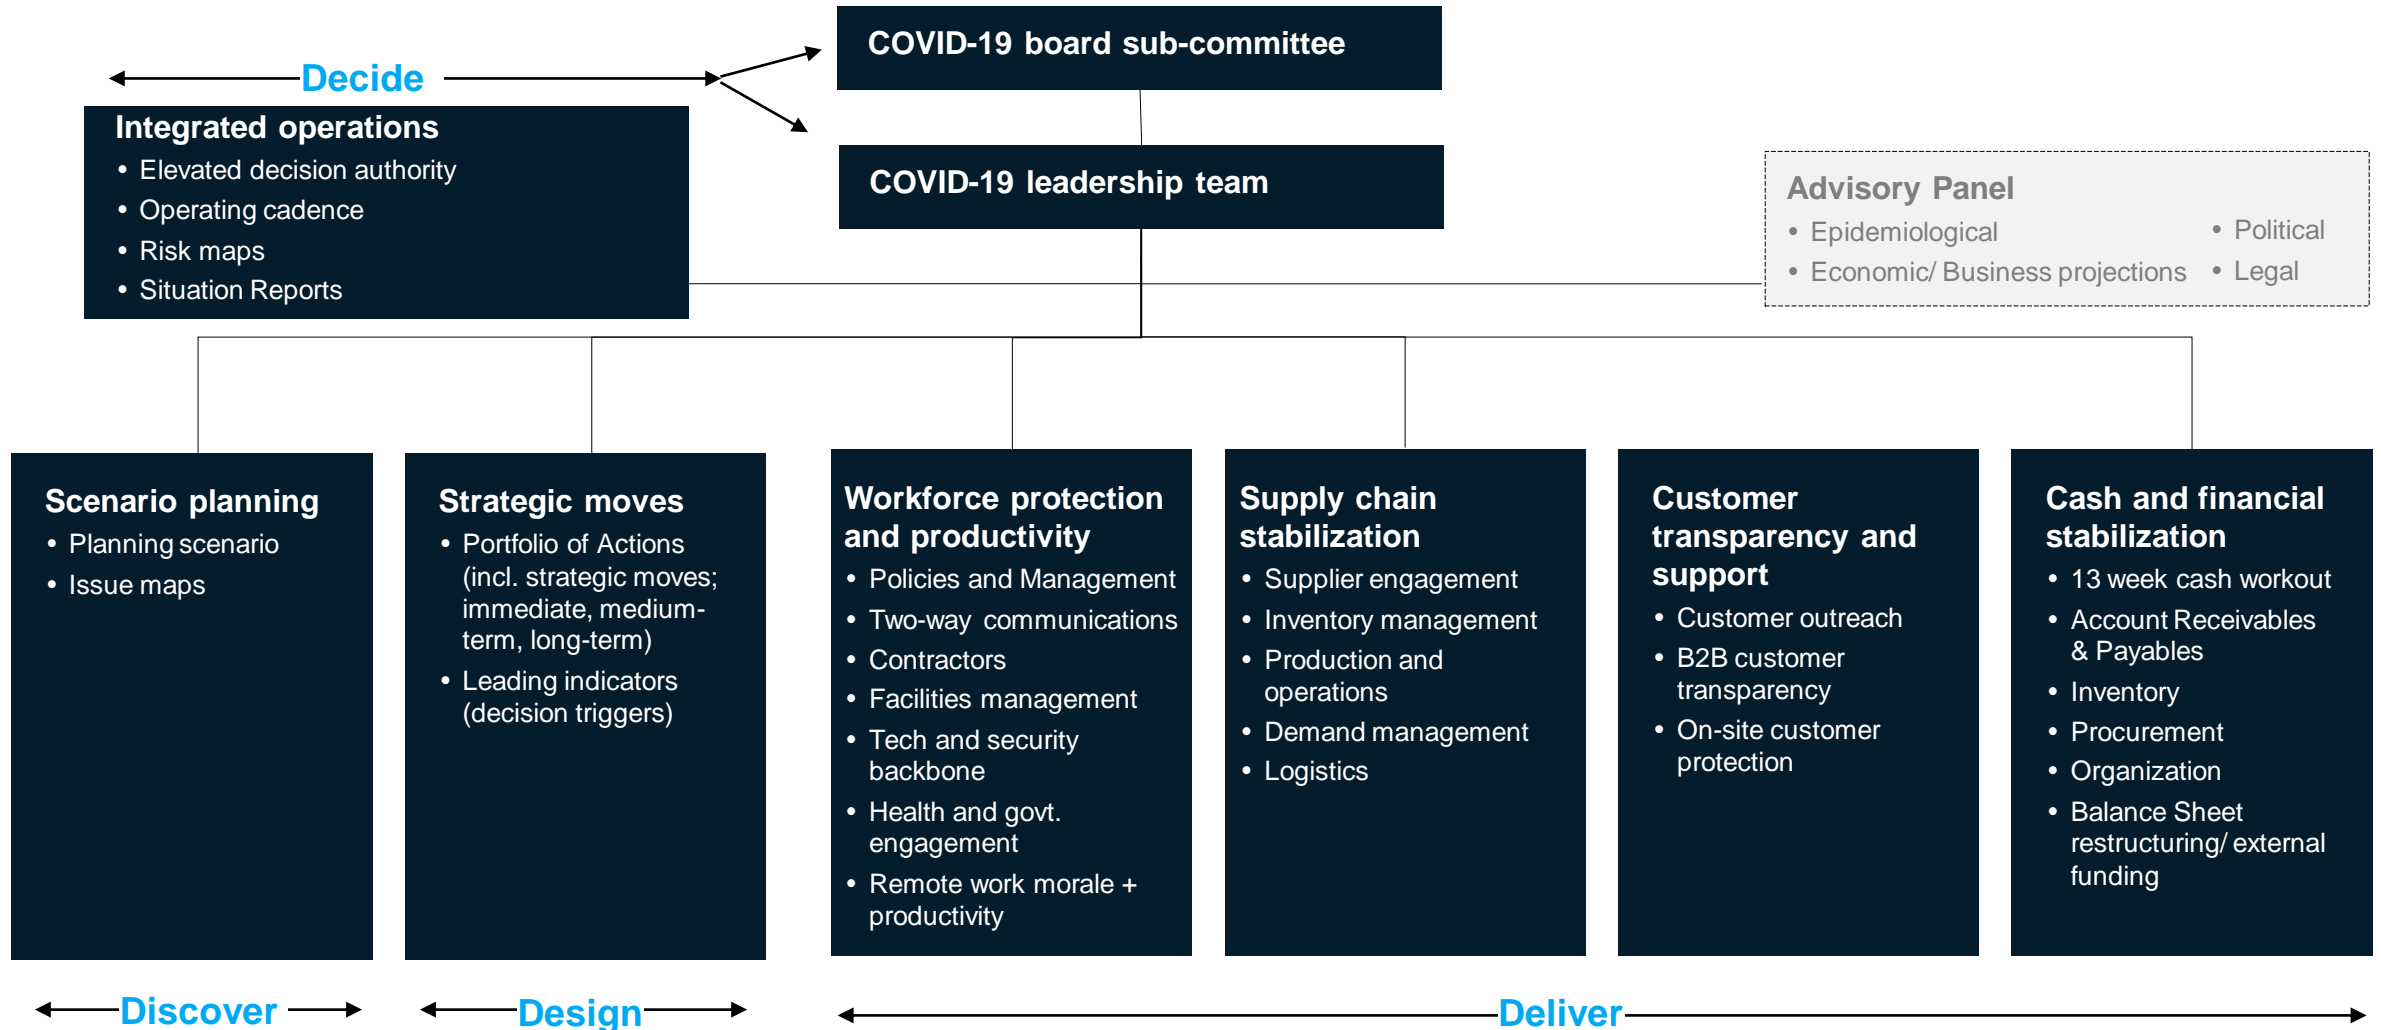 COVID-19 board sub-committee
Decide
Integrated operations
• Elevated decision authority
• Operating cadence
• Risk maps
• Situation Reports
COVID-19 leadership team
Advisory Panel
• Epidemiological
• Economic/ Business projections
• Political
• Legal
Scenario planning
• Planning scenario
• Issue maps
Strategic moves
• Portfolio of Actions
(incl. strategic moves;
immediate, medium-
term, long-term)
• Leading indicators
(decision triggers)
Workforce protection
and productivity
• Policies and Management
• Two-way communications
• Contractors
• Facilities management
• Tech and security
backbone
• Health and govt.
engagement
• Remote work morale +
productivity
Supply chain
stabilization
• Supplier engagement
• Inventory management
• Production and
operations
• Demand management
• Logistics
Customer
transparency and
support
• Customer outreach
• B2B customer
transparency
• On-site customer
protection
Cash and financial
stabilization
• 13 week cash workout
• Account Receivables
& Payables
• Inventory
• Procurement
• Organization
• Balance Sheet
restructuring/ external
funding
Discover
Design
Deliver